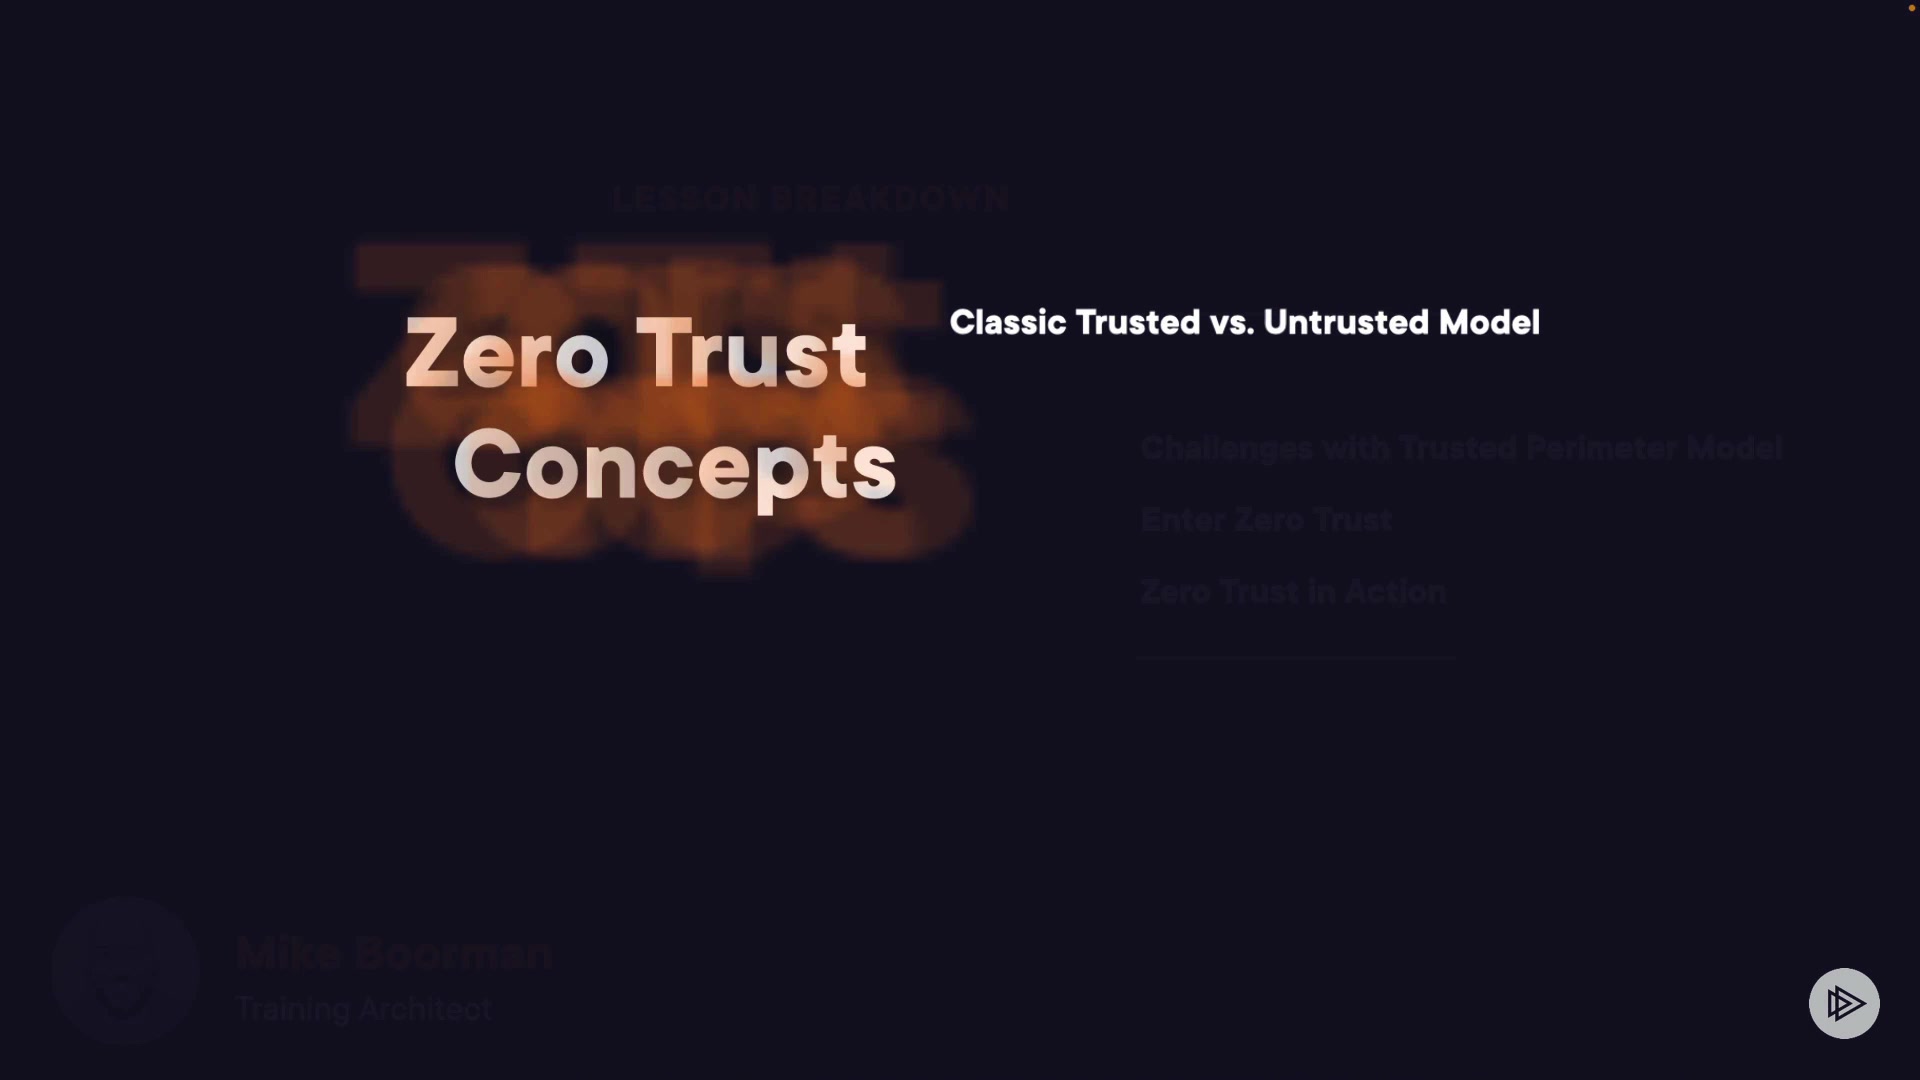 LESSON BREAKDOWN
Zero Trust
Concepts
Classic Trusted vs. Untrusted Model
Challenges with Trusted Perimeter Model
Enter Zero Trust
Zero Trust in Action
Mike Boorman
Training Architect